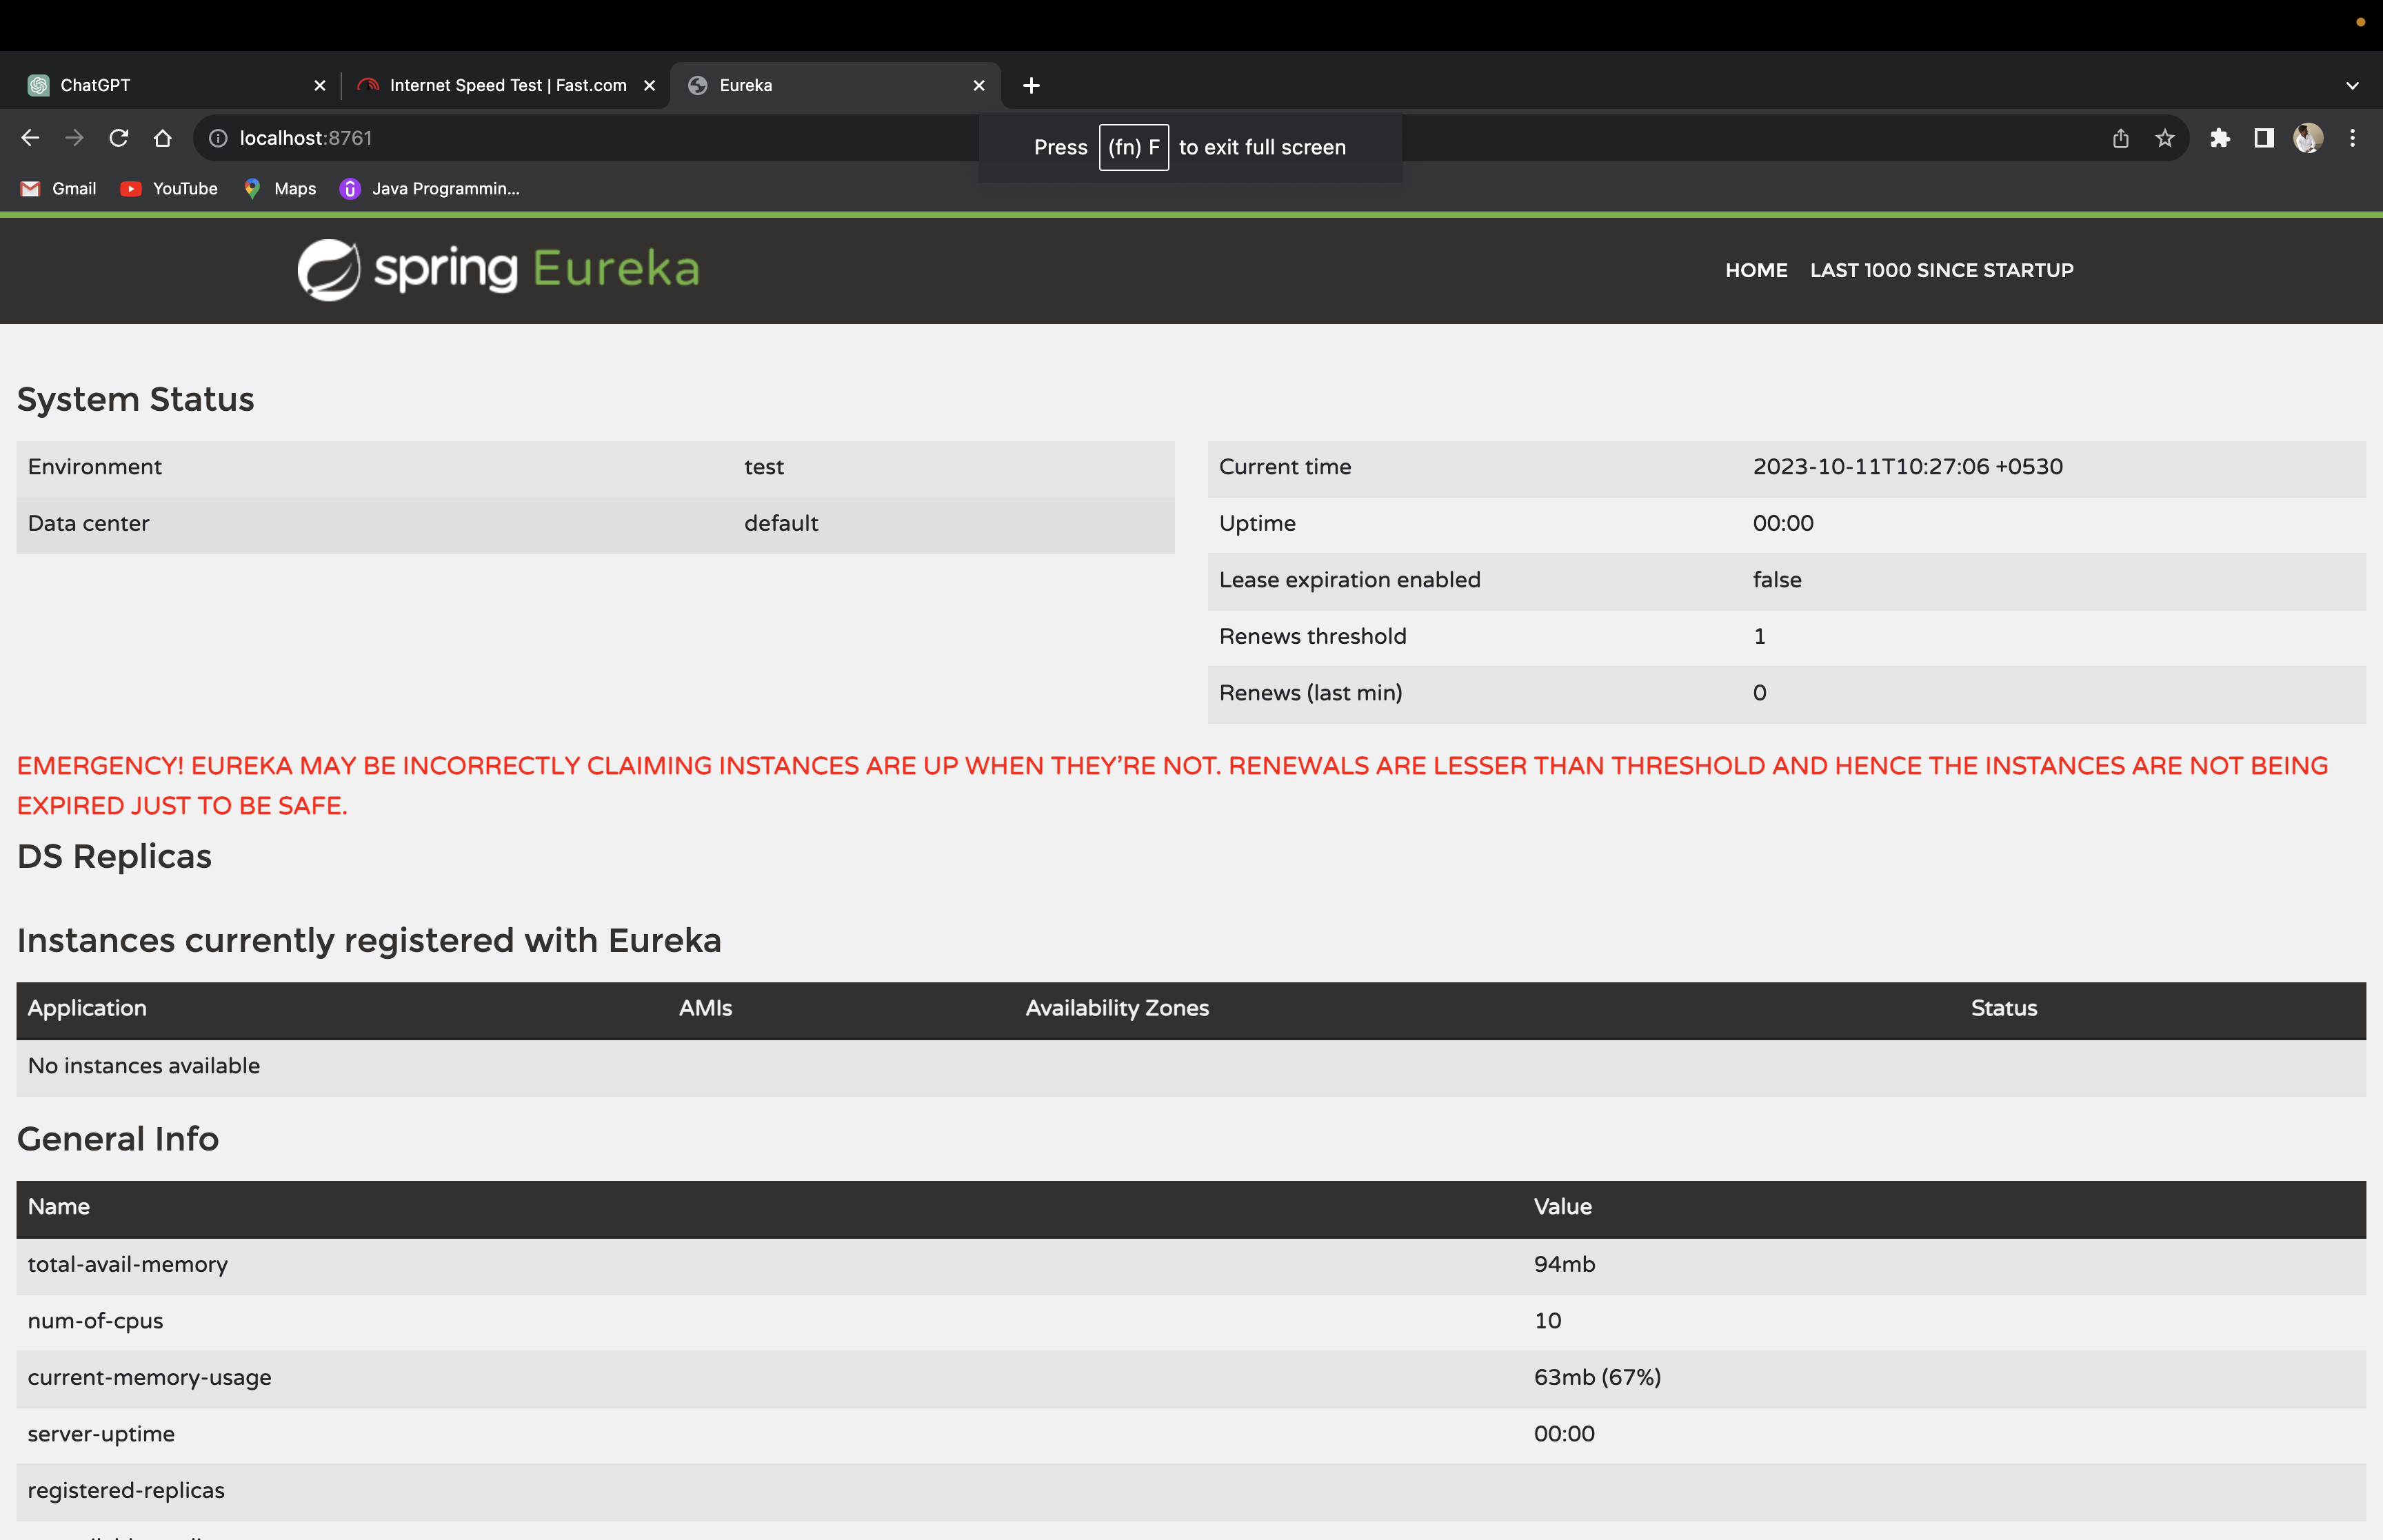 ChatGPT
Internet Speed Test | Fast.com
Eureka
localhost:8761
Press (fn) F to exit full screen
Gmail
YouTube
Maps
Java Programmin...
spring Eureka
HOME
LAST 1000 SINCE STARTUP
System Status
Environment test
Data center default
Current time 2023-10-11T10:27:06 +0530
Uptime 00:00
Lease expiration enabled false
Renews threshold 1
Renews (last min) 0
EMERGENCY! EUREKA MAY BE INCORRECTLY CLAIMING INSTANCES ARE UP WHEN THEY’RE NOT. RENEWALS ARE LESSER THAN THRESHOLD AND HENCE THE INSTANCES ARE NOT BEING
EXPIRED JUST TO BE SAFE.
DS Replicas
Instances currently registered with Eureka
Application AMIs Availability Zones Status
No instances available
General Info
Name Value
total-avail-memory 94mb
num-of-cpus 10
current-memory-usage 63mb (67%)
server-uptime 00:00
registered-replicas